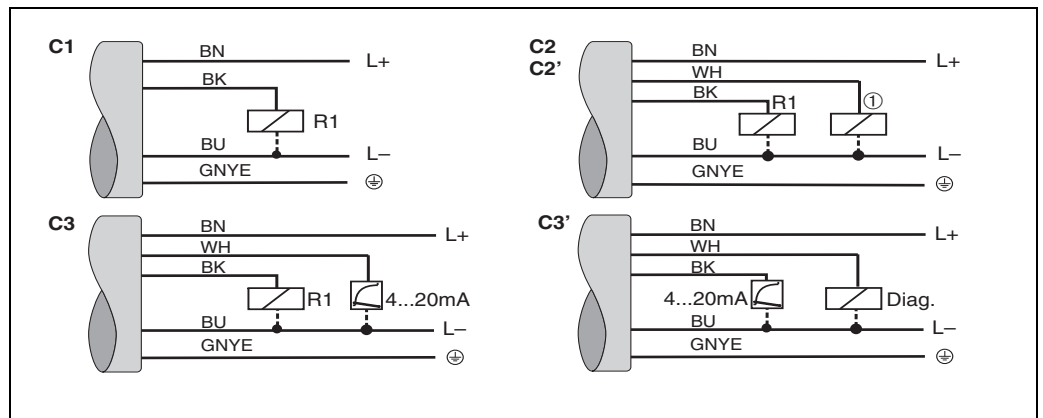 C1
BN
L+
BK
R1
BU
L–
GNYE
C2
C2’
BN
L+
WH
BK
R1
①
BU
L–
GNYE
C3
BN
L+
WH
BK
R1
4...20mA
BU
L–
GNYE
C3’
BN
L+
WH
BK
4...20mA
Diag.
BU
L–
GNYE